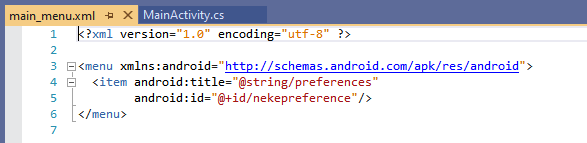 main_menu.xml MainActivity.cs
1 <?xml version="1.0" encoding="utf-8" ?>
2
3 <menu xmlns:android="http://schemas.android.com/apk/res/android">
4 <item android:title="@string/preferences"
5 android:id="@+id/nekepreference"/>
6 </menu>
7